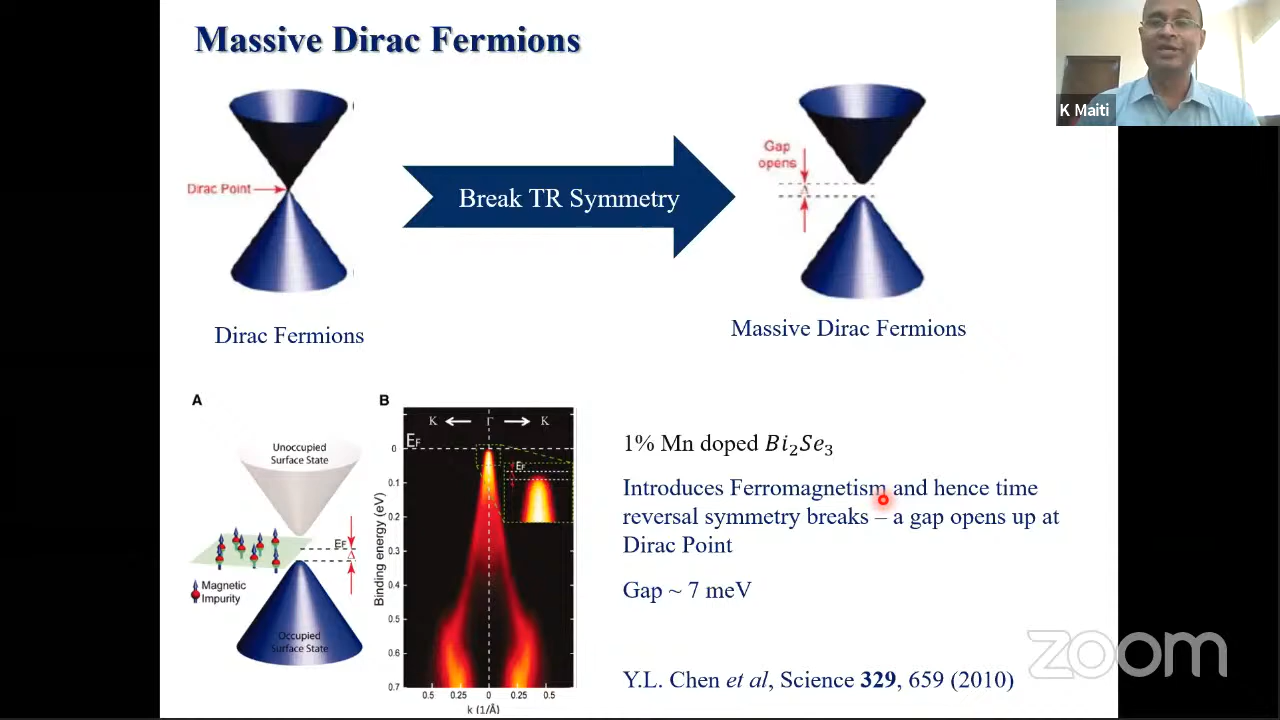 Massive Dirac Fermions
K Maiti
Dirac Point
Break TR Symmetry
Gap
opens
Δ
Dirac Fermions
Massive Dirac Fermions
A
Unoccupied
Surface State
EF
Δ
Magnetic
Impurity
Occupied
Surface State
B
K Γ K
EF
EF
0
0.1
0.2
0.3
0.4
0.5
0.6
0.7
Binding energy (eV)
0.5 0.25 0 0.25 0.5
k (1/Å)
1% Mn doped Bi₂Se₃
Introduces Ferromagnetism and hence time
reversal symmetry breaks – a gap opens up at
Dirac Point
Gap ~ 7 meV
Y.L. Chen et al, Science 329, 659 (2010)
zoom